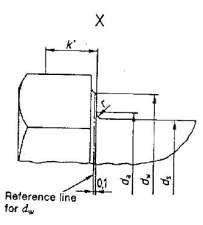 X
k'
r
0,1
da
dw
ds
Reference line
for dw